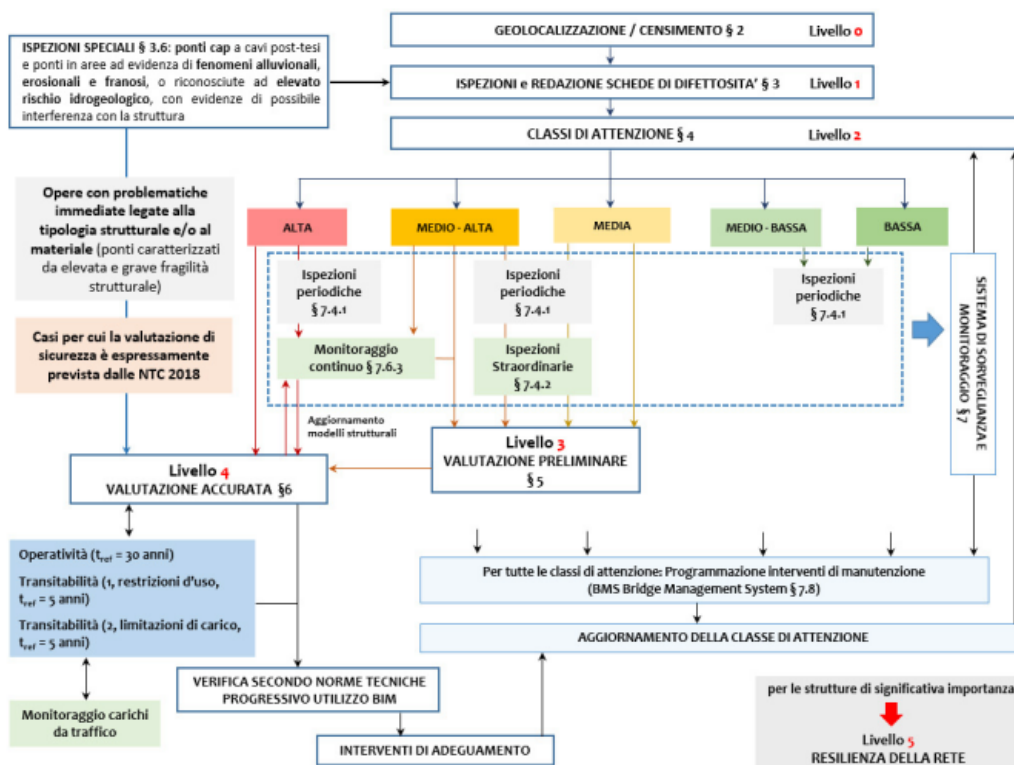 GEOLOCALIZZAZIONE / CENSIMENTO § 2 Livello 0
ISPEZIONI SPECIALI § 3.6: ponti cap a cavi post-tesi
e ponti in aree ad evidenza di fenomeni alluvionali,
erosionali e franosi, o riconosciute ad elevato
rischio idrogeologico, con evidenze di possibile
interferenza con la struttura
ISPEZIONI e REDAZIONE SCHEDE DI DIFETTOSITA’ § 3 Livello 1
CLASSI DI ATTENZIONE § 4 Livello 2
Opere con problematiche
immediate legate alla
tipologia strutturale e/o al
materiale (ponti caratterizzati
da elevata e grave fragilità
strutturale)
Casi per cui la valutazione di
sicurezza è espressamente
prevista dalle NTC 2018
ALTA
MEDIO - ALTA
MEDIA
MEDIO - BASSA
BASSA
Ispezioni
periodiche
§ 7.4.1
Ispezioni
periodiche
§ 7.4.1
Ispezioni
periodiche
§ 7.4.1
Monitoraggio
continuo § 7.6.3
Ispezioni
Straordinarie
§ 7.4.2
SISTEMA DI SORVEGLIANZA E
MONITORAGGIO § 7
Aggiornamento
modelli strutturali
Livello 3
VALUTAZIONE PRELIMINARE
§ 5
Livello 4
VALUTAZIONE ACCURATA §6
Operatività (tref = 30 anni)
Transitabilità (1, restrizioni d’uso,
tref = 5 anni)
Transitabilità (2, limitazioni di carico,
tref = 5 anni)
Per tutte le classi di attenzione: Programmazione interventi di manutenzione
(BMS Bridge Management System § 7.8)
AGGIORNAMENTO DELLA CLASSE DI ATTENZIONE
VERIFICA SECONDO NORME TECNICHE
PROGRESSIVO UTILIZZO BIM
Monitoraggio carichi
da traffico
INTERVENTI DI ADEGUAMENTO
per le strutture di significativa importanza
Livello 5
RESILIENZA DELLA RETE